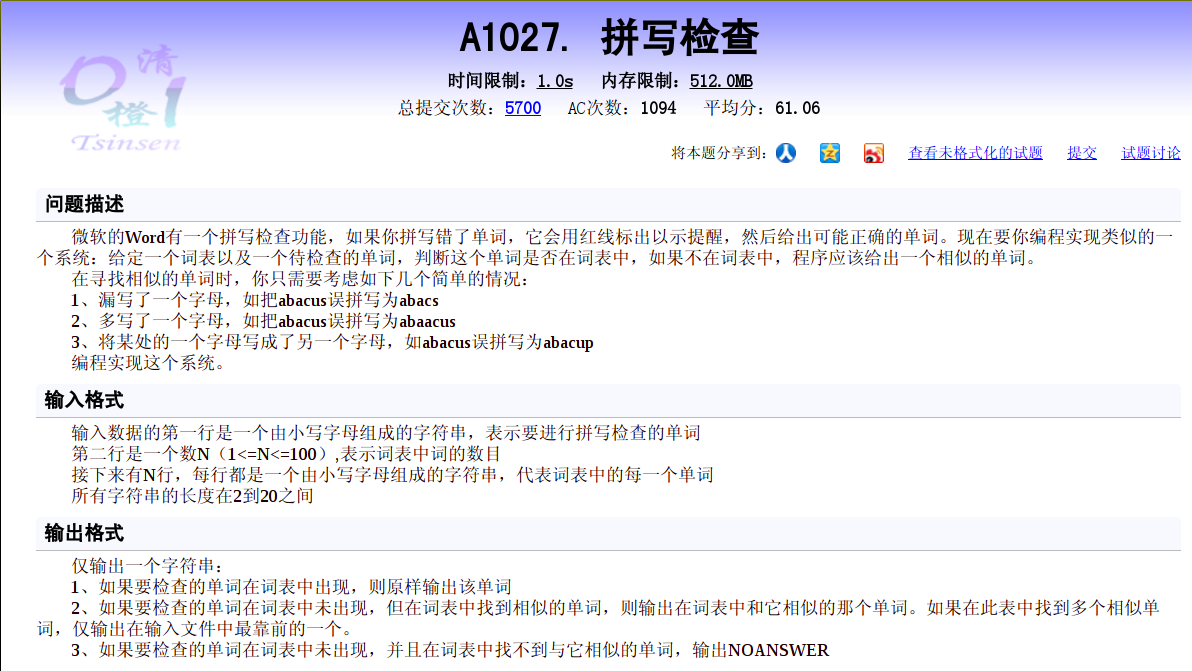 清
橙
Tsinsen
A1027. 拼写检查
时间限制：1.0s 内存限制：512.0MB
总提交次数：5700 AC次数：1094 平均分：61.06
将本题分享到： 查看未格式化的试题 提交 试题讨论
问题描述
微软的Word有一个拼写检查功能，如果你拼写错了单词，它会用红线标出以示提醒，然后给出可能正确的单词。现在要你编程实现类似的一
个系统：给定一个词表以及一个待检查的单词，判断这个单词是否在词表中，如果不在词表中，程序应该给出一个相似的单词。
在寻找相似的单词时，你只需要考虑如下几个简单的情况：
1、漏写了一个字母，如把abacus误拼写为abacs
2、多写了一个字母，如把abacus误拼写为abaacus
3、将某处的一个字母写成了另一个字母，如abacus误拼写为abacup
编程实现这个系统。
输入格式
输入数据的第一行是一个由小写字母组成的字符串，表示要进行拼写检查的单词
第二行是一个数N（1<=N<=100）,表示词表中词的数目
接下来有N行，每行都是一个由小写字母组成的字符串，代表词表中的每一个单词
所有字符串的长度在2到20之间
输出格式
仅输出一个字符串：
1、如果要检查的单词在词表中出现，则原样输出该单词
2、如果要检查的单词在词表中未出现，但在词表中找到相似的单词，则输出在词表中和它相似的那个单词。如果在此表中找到多个相似单
词，仅输出在输入文件中最靠前的一个。
3、如果要检查的单词在词表中未出现，并且在词表中找不到与它相似的单词，输出NOANSWER